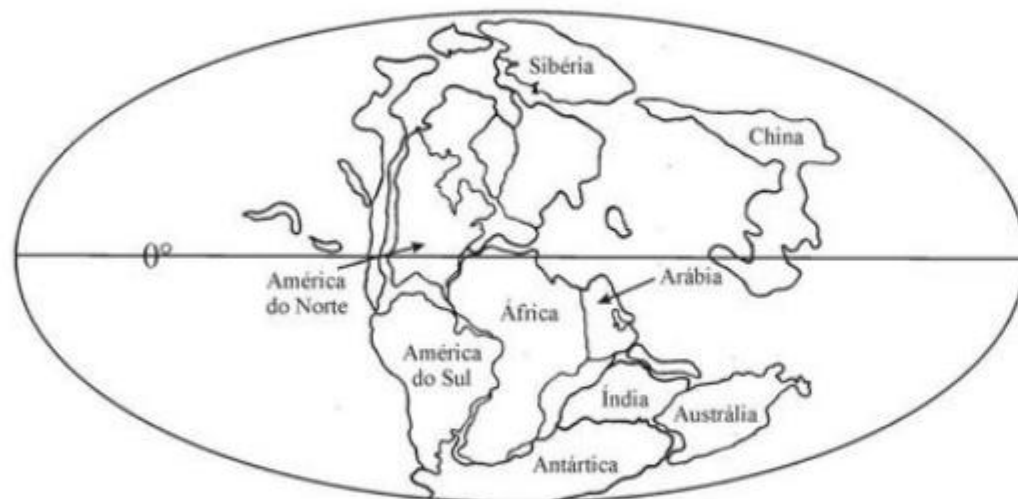 Sibéria
China
0°
América
do Norte
Arábia
África
América
do Sul
Índia
Austrália
Antártica